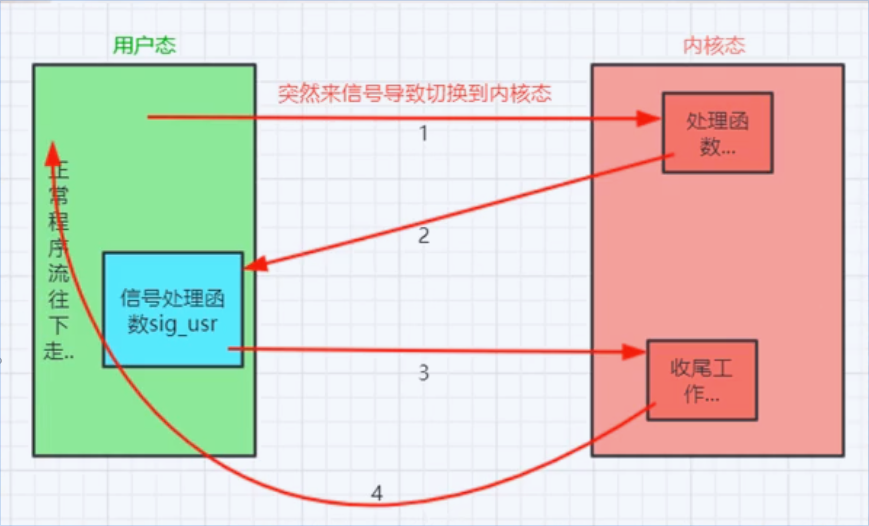 用户态
内核态
突然来信号导致切换到内核态
1
处理函
数...
正常程序流往下走..
2
信号处理函
数sig_usr
3
收尾工
作...
4